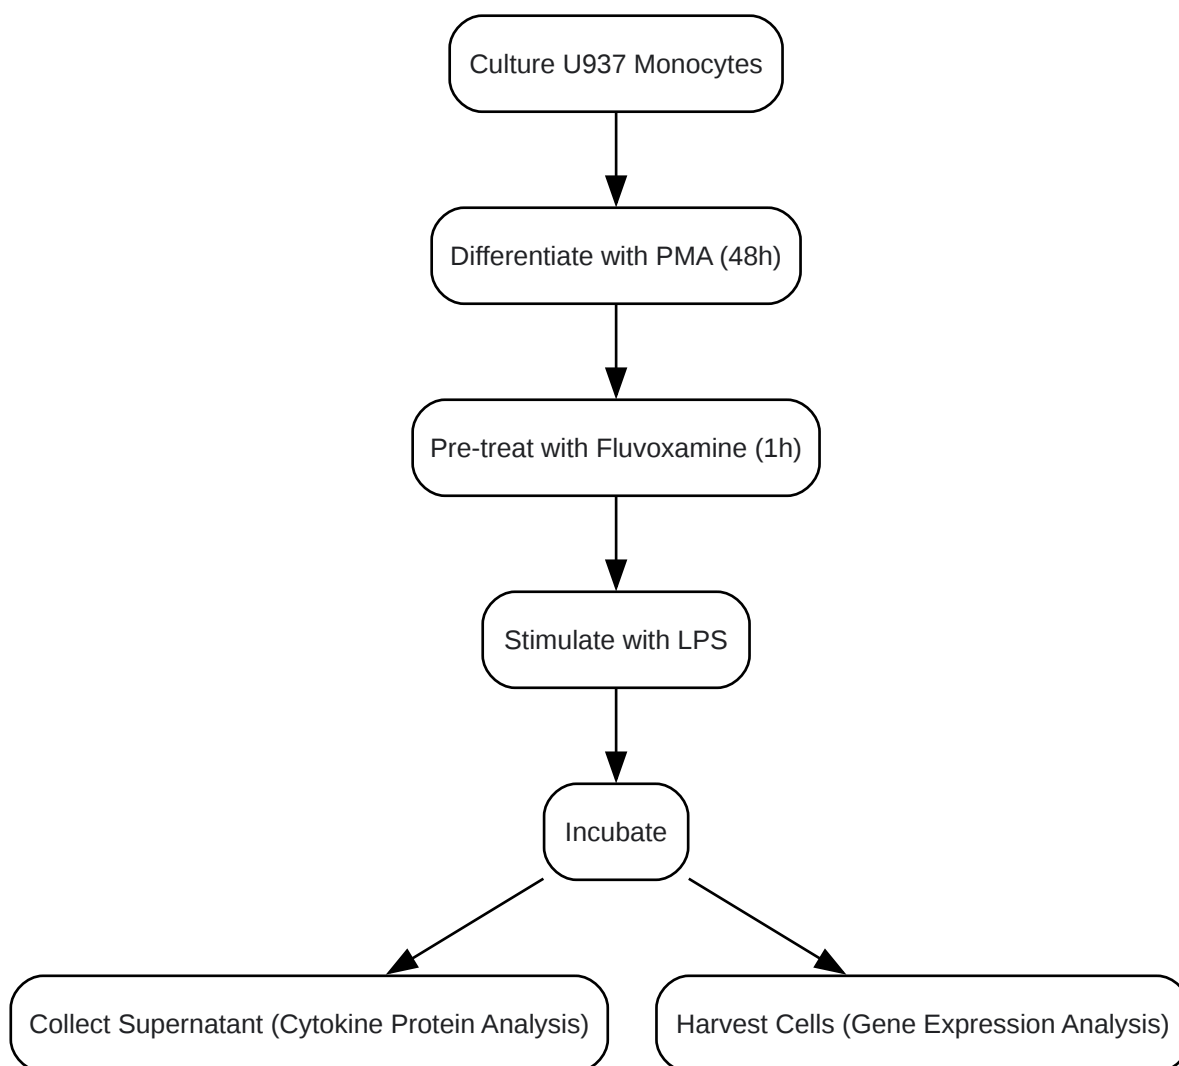 Culture U937 Monocytes
Differentiate with PMA (48h)
Pre-treat with Fluvoxamine (1h)
Stimulate with LPS
Incubate
Collect Supernatant (Cytokine Protein Analysis)
Harvest Cells (Gene Expression Analysis)